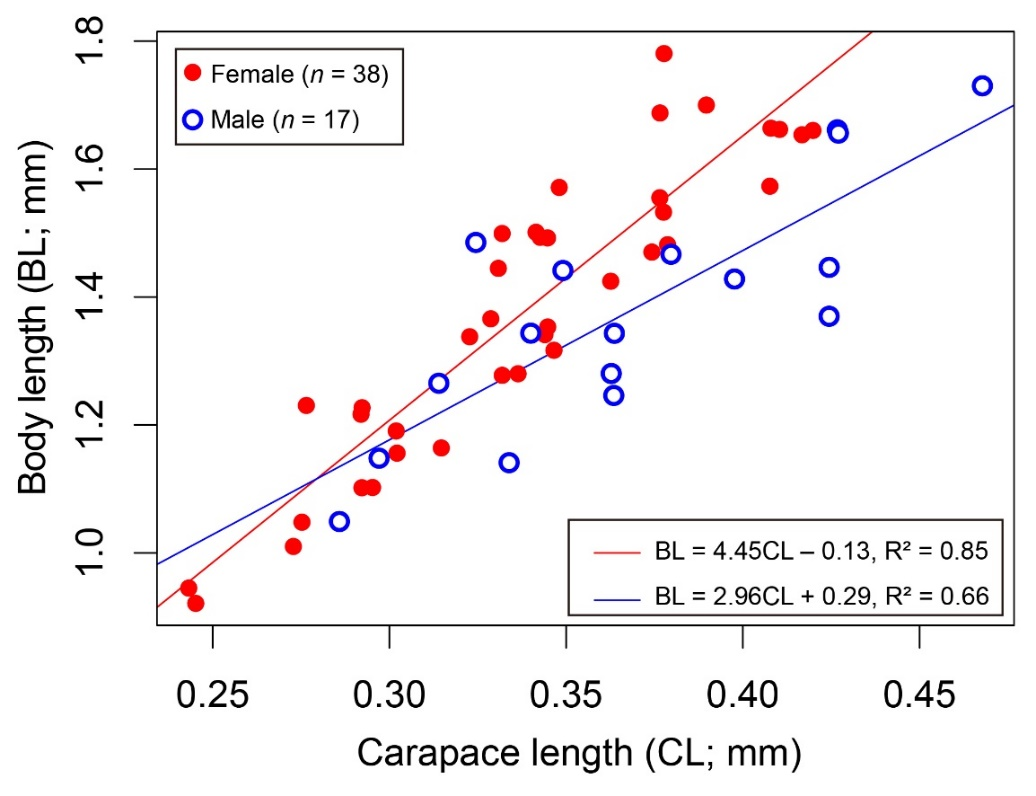 1.8
1.6
1.4
1.2
1.0
Body length (BL; mm)
Female (n = 38)
Male (n = 17)
BL = 4.45CL – 0.13, R² = 0.85
BL = 2.96CL + 0.29, R² = 0.66
0.25 0.30 0.35 0.40 0.45
Carapace length (CL; mm)